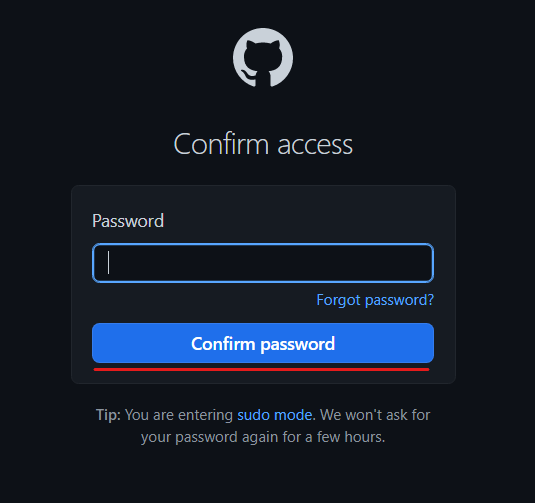 Confirm access
Password
Forgot password?
Confirm password
Tip: You are entering sudo mode. We won't ask for
your password again for a few hours.